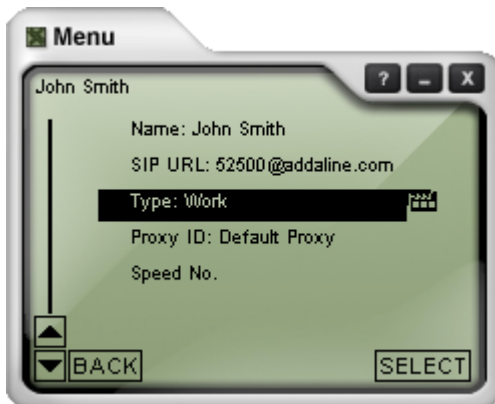 Menu
? – X
John Smith
Name: John Smith
SIP URL: 52500@addaline.com
Type: Work
Proxy ID: Default Proxy
Speed No.
BACK
SELECT